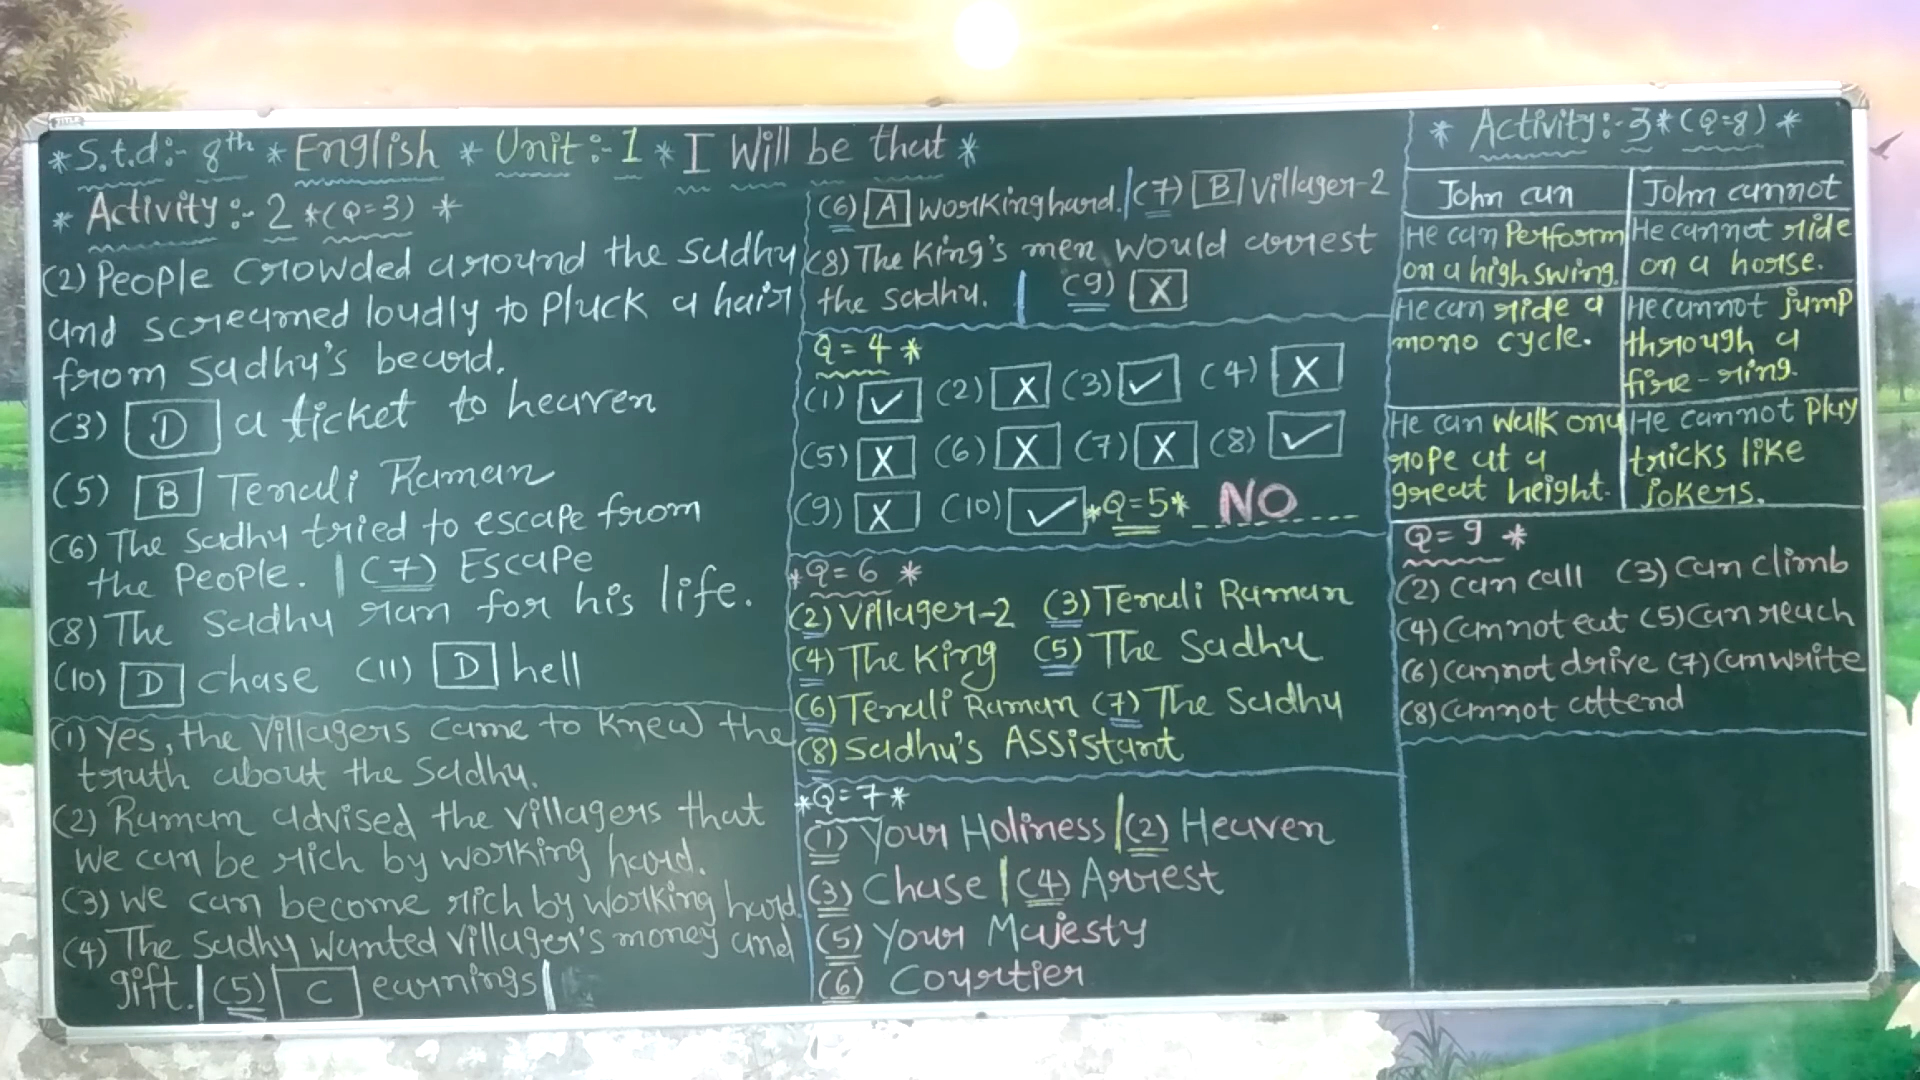 *S.t.d:- 8th * English * Unit:-1 * I Will be that *
* Activity:- 2 *(Q=3) *
(2) People crowded around the sadhu
and screamed loudly to pluck a hair
from sadhu's beard.
(3) D a ticket to heaven
(5) B Tenali Raman
(6) The sadhu tried to escape from
the People. | (7) Escape
(8) The sadhu ran for his life.
(10) D chase (11) D hell
(1) Yes, the villagers came to knew the
truth about the sadhu.
(2) Raman advised the villagers that
we can be rich by working hard.
(3) We can become rich by working hard.
(4) The sadhu wanted villager's money and
gift. | (5) C earnings |
(6) A working hard. | (7) B Villager-2
(8) The King's men would arrest
the sadhu. | (9) X
Q=4 *
(1) ✓ (2) X (3) ✓ (4) X
(5) X (6) X (7) X (8) ✓
(9) X (10) ✓ *Q=5* NO
*Q=6 *
(2) Villager-2 (3) Tenali Raman
(4) The King (5) The Sadhu
(6) Tenali Raman (7) The Sadhu
(8) Sadhu's Assistant
*Q=7*
(1) Your Holiness | (2) Heaven
(3) Chase | (4) Arrest
(5) Your Majesty
(6) Courtier
* Activity:- 3 * (Q=8) *
John can | John cannot
He can Perform | He cannot ride
on a high swing. | on a horse.
He can ride a | He cannot jump
mono cycle. | through a
fire-ring.
He can walk on a | He cannot play
rope at a | tricks like
great height. | jokers.
Q=9 *
(2) can call (3) can climb
(4) cannot eat (5) can reach
(6) cannot drive (7) can write
(8) cannot attend